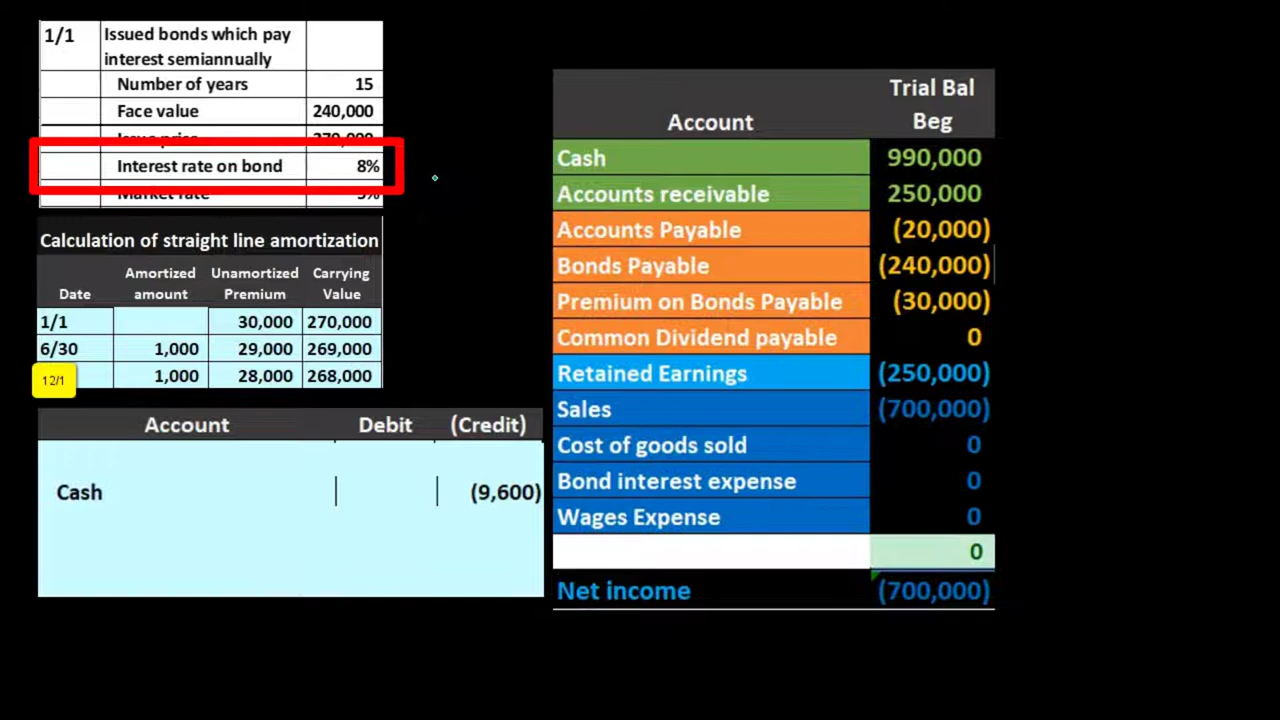 1/1 Issued bonds which pay
interest semiannually
Number of years 15
Face value 240,000
Issue price 270,000
Interest rate on bond 8%
Market rate
Calculation of straight line amortization
Amortized Unamortized Carrying
Date amount Premium Value
1/1 30,000 270,000
6/30 1,000 29,000 269,000
12/1 1,000 28,000 268,000
Account Debit (Credit)
Cash (9,600)
Trial Bal
Account Beg
Cash 990,000
Accounts receivable 250,000
Accounts Payable (20,000)
Bonds Payable (240,000)
Premium on Bonds Payable (30,000)
Common Dividend payable 0
Retained Earnings (250,000)
Sales (700,000)
Cost of goods sold 0
Bond interest expense 0
Wages Expense 0
0
Net income (700,000)